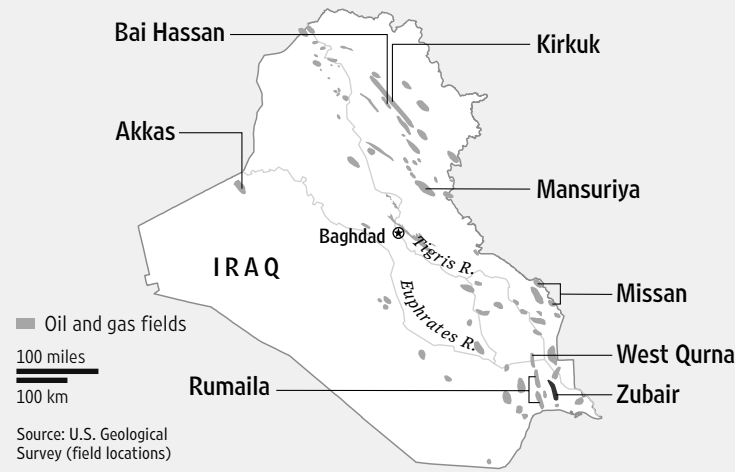 Bai Hassan
Kirkuk
Akkas
Mansuriya
Baghdad
Tigris R.
IRAQ
Euphrates R.
Missan
Oil and gas fields
100 miles
100 km
West Qurna
Rumaila
Zubair
Source: U.S. Geological
Survey (field locations)